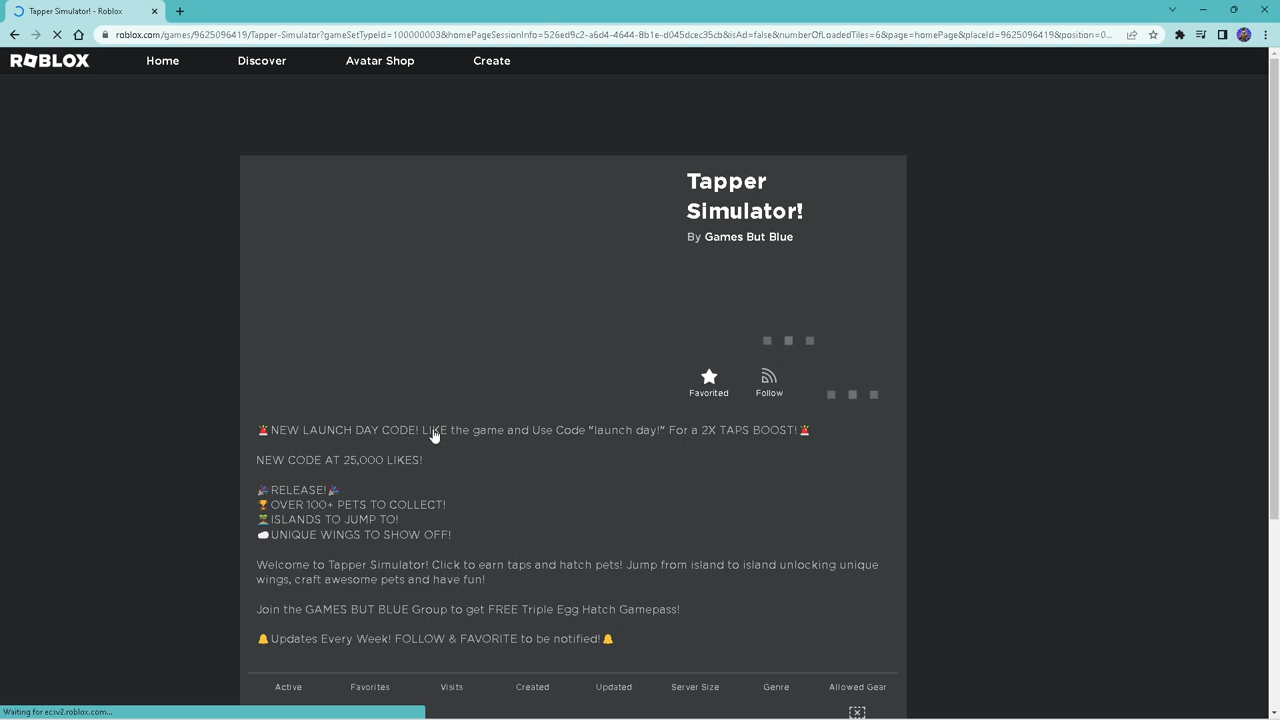 Tapper Simulator! - Roblox
roblox.com/games/9625096419/Tapper-Simulator?gameSetTypeId=100000003&homePageSessionInfo=526ed9c2-a6d4-4644-8b1e-d045dcec35cb&isAd=false&numberOfLoadedTiles=6&page=homePage&placeId=9625096419&position=0...
ROBLOX Home Discover Avatar Shop Create
Tapper
Simulator!
By Games But Blue
Favorited Follow
🚨NEW LAUNCH DAY CODE! LIKE the game and Use Code "launch day!" For a 2X TAPS BOOST!🚨
NEW CODE AT 25,000 LIKES!
🎉RELEASE!🎉
🏆OVER 100+ PETS TO COLLECT!
🏝️ISLANDS TO JUMP TO!
☁️UNIQUE WINGS TO SHOW OFF!
Welcome to Tapper Simulator! Click to earn taps and hatch pets! Jump from island to island unlocking unique
wings, craft awesome pets and have fun!
Join the GAMES BUT BLUE Group to get FREE Triple Egg Hatch Gamepass!
🔔Updates Every Week! FOLLOW & FAVORITE to be notified!🔔
Active Favorites Visits Created Updated Server Size Genre Allowed Gear
Waiting for ecsv2.roblox.com...